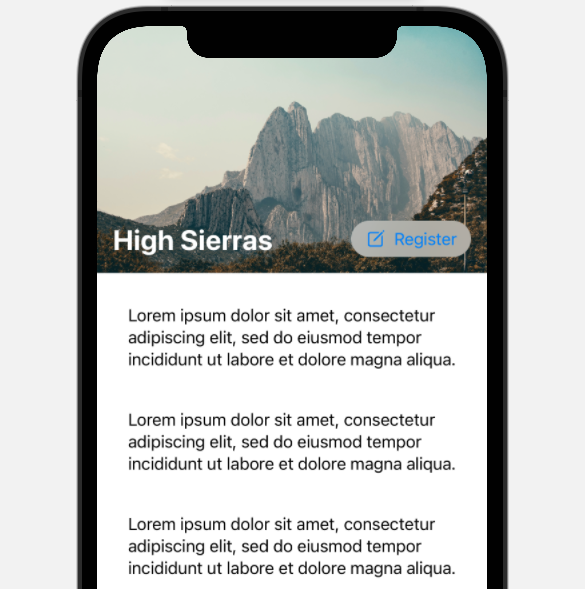 High Sierras
Register
Lorem ipsum dolor sit amet, consectetur
adipiscing elit, sed do eiusmod tempor
incididunt ut labore et dolore magna aliqua.
Lorem ipsum dolor sit amet, consectetur
adipiscing elit, sed do eiusmod tempor
incididunt ut labore et dolore magna aliqua.
Lorem ipsum dolor sit amet, consectetur
adipiscing elit, sed do eiusmod tempor
incididunt ut labore et dolore magna aliqua.